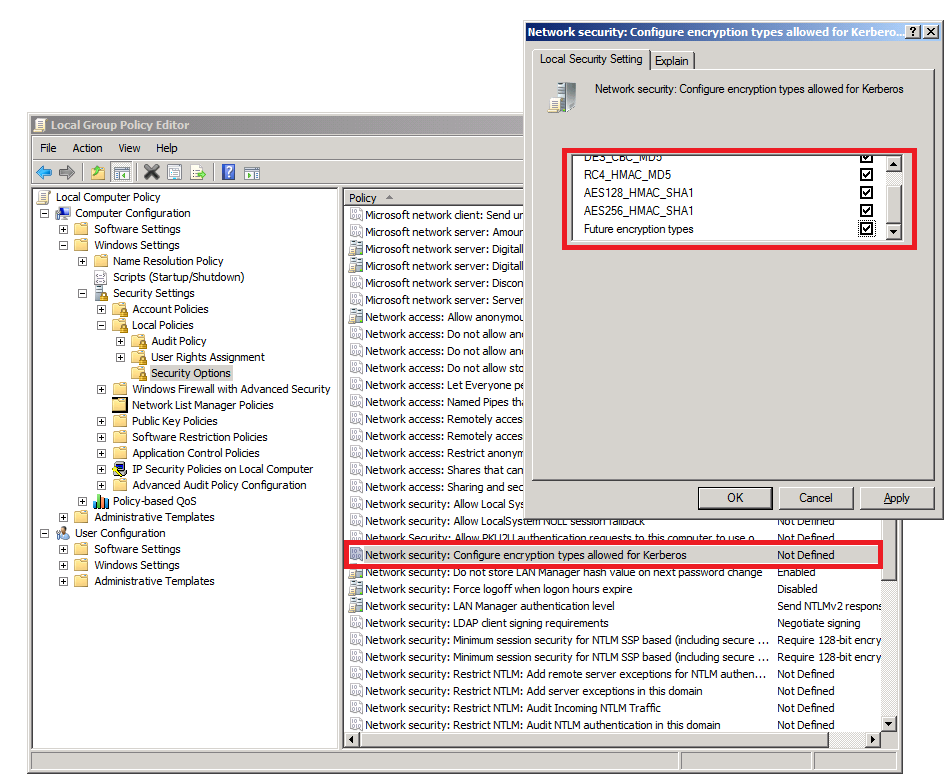 Network security: Configure encryption types allowed for Kerbero...
Local Security Setting
Explain
Network security: Configure encryption types allowed for Kerberos
DES_CBC_MD5
RC4_HMAC_MD5
AES128_HMAC_SHA1
AES256_HMAC_SHA1
Future encryption types
OK
Cancel
Apply
Local Group Policy Editor
File Action View Help
Local Computer Policy
Computer Configuration
Software Settings
Windows Settings
Name Resolution Policy
Scripts (Startup/Shutdown)
Security Settings
Account Policies
Local Policies
Audit Policy
User Rights Assignment
Security Options
Windows Firewall with Advanced Security
Network List Manager Policies
Public Key Policies
Software Restriction Policies
Application Control Policies
IP Security Policies on Local Computer
Advanced Audit Policy Configuration
Policy-based QoS
Administrative Templates
User Configuration
Software Settings
Windows Settings
Administrative Templates
Policy
Microsoft network client: Send un
Microsoft network server: Amour
Microsoft network server: Digitall
Microsoft network server: Digitall
Microsoft network server: Discon
Microsoft network server: Server
Network access: Allow anonymou
Network access: Do not allow an
Network access: Do not allow an
Network access: Do not allow sto
Network access: Let Everyone pe
Network access: Named Pipes tha
Network access: Remotely acces
Network access: Remotely acces
Network access: Restrict anonym
Network access: Shares that can
Network access: Sharing and sec
Network security: Allow Local Sys
Network security: Allow LocalSystem NULL session fallback Not Defined
Network Security: Allow PKU2U authentication requests to this computer to use o Not Defined
Network security: Configure encryption types allowed for Kerberos Not Defined
Network security: Do not store LAN Manager hash value on next password change Enabled
Network security: Force logoff when logon hours expire Disabled
Network security: LAN Manager authentication level Send NTLMv2 respons
Network security: LDAP client signing requirements Negotiate signing
Network security: Minimum session security for NTLM SSP based (including secure ... Require 128-bit encry
Network security: Minimum session security for NTLM SSP based (including secure ... Require 128-bit encry
Network security: Restrict NTLM: Add remote server exceptions for NTLM authen... Not Defined
Network security: Restrict NTLM: Add server exceptions in this domain Not Defined
Network security: Restrict NTLM: Audit Incoming NTLM Traffic Not Defined
Network security: Restrict NTLM: Audit NTLM authentication in this domain Not Defined